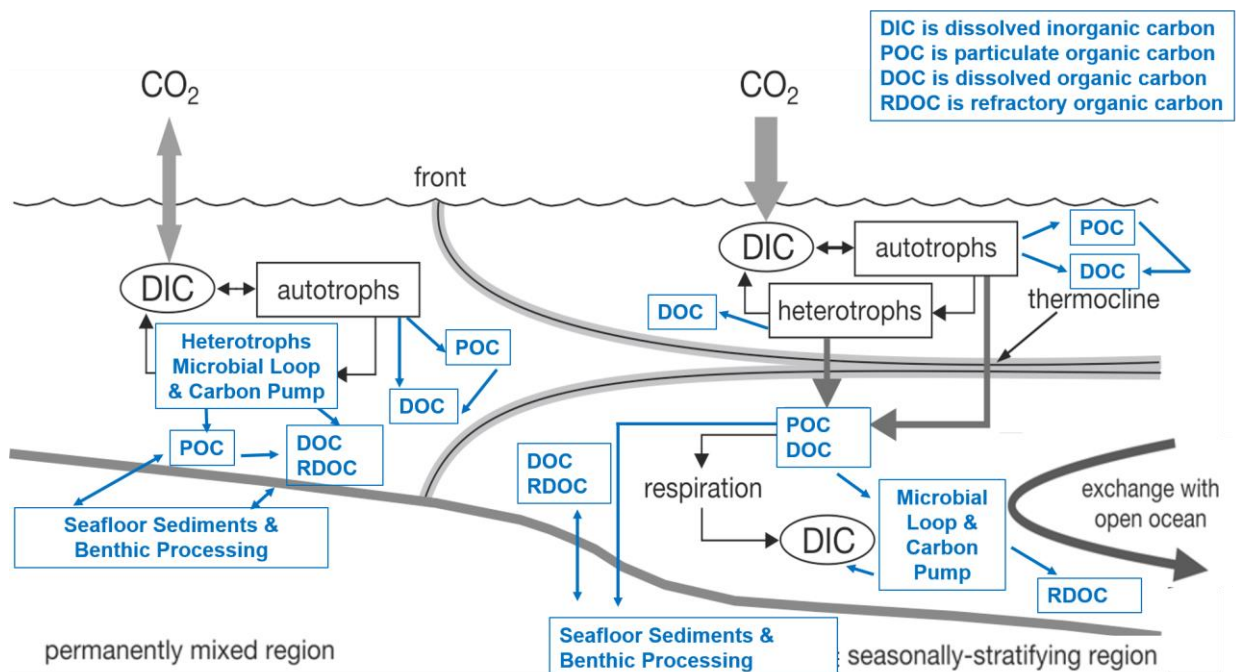 DIC is dissolved inorganic carbon
POC is particulate organic carbon
DOC is dissolved organic carbon
RDOC is refractory organic carbon
CO₂
CO₂
front
DIC
autotrophs
POC
DOC
thermocline
DIC
autotrophs
heterotrophs
DOC
Heterotrophs
Microbial Loop
& Carbon Pump
POC
DOC
POC
DOC
RDOC
POC
DOC
DOC
RDOC
respiration
DIC
Microbial
Loop &
Carbon
Pump
exchange with
open ocean
RDOC
Seafloor Sediments &
Benthic Processing
Seafloor Sediments &
Benthic Processing
permanently mixed region
seasonally-stratifying region